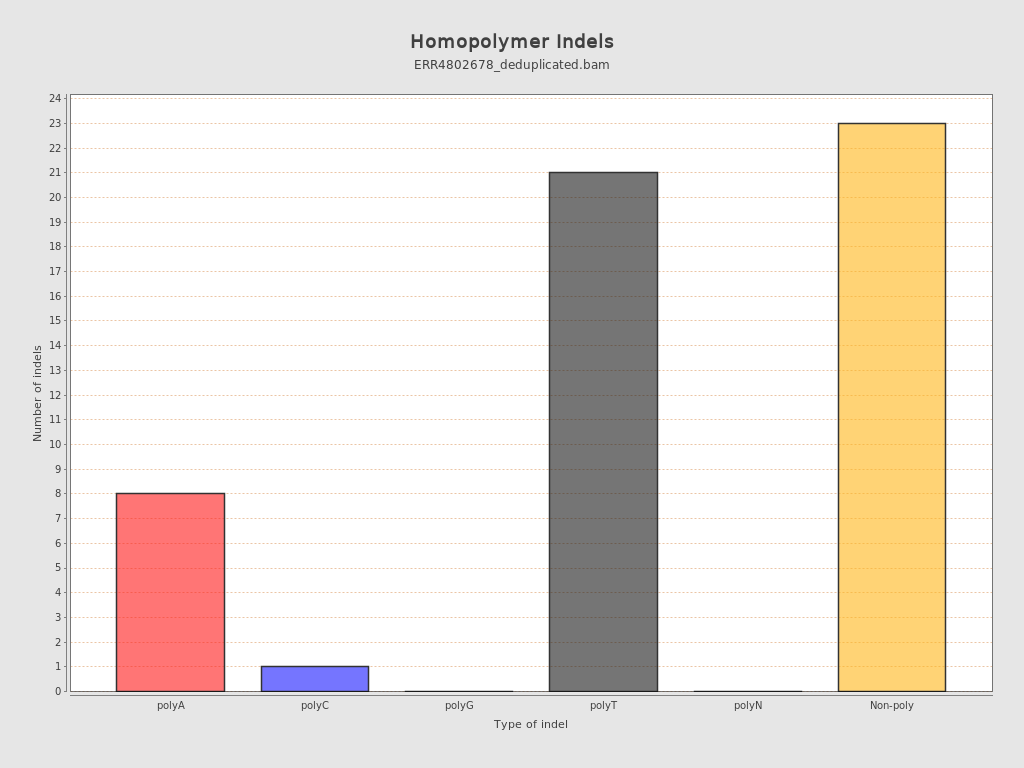 Homopolymer Indels
ERR4802678_deduplicated.bam
24
23
22
21
20
19
18
17
16
15
14
13
12
11
10
9
8
7
6
5
4
3
2
1
0
Number of indels
polyA
polyC
polyG
polyT
polyN
Non-poly
Type of indel